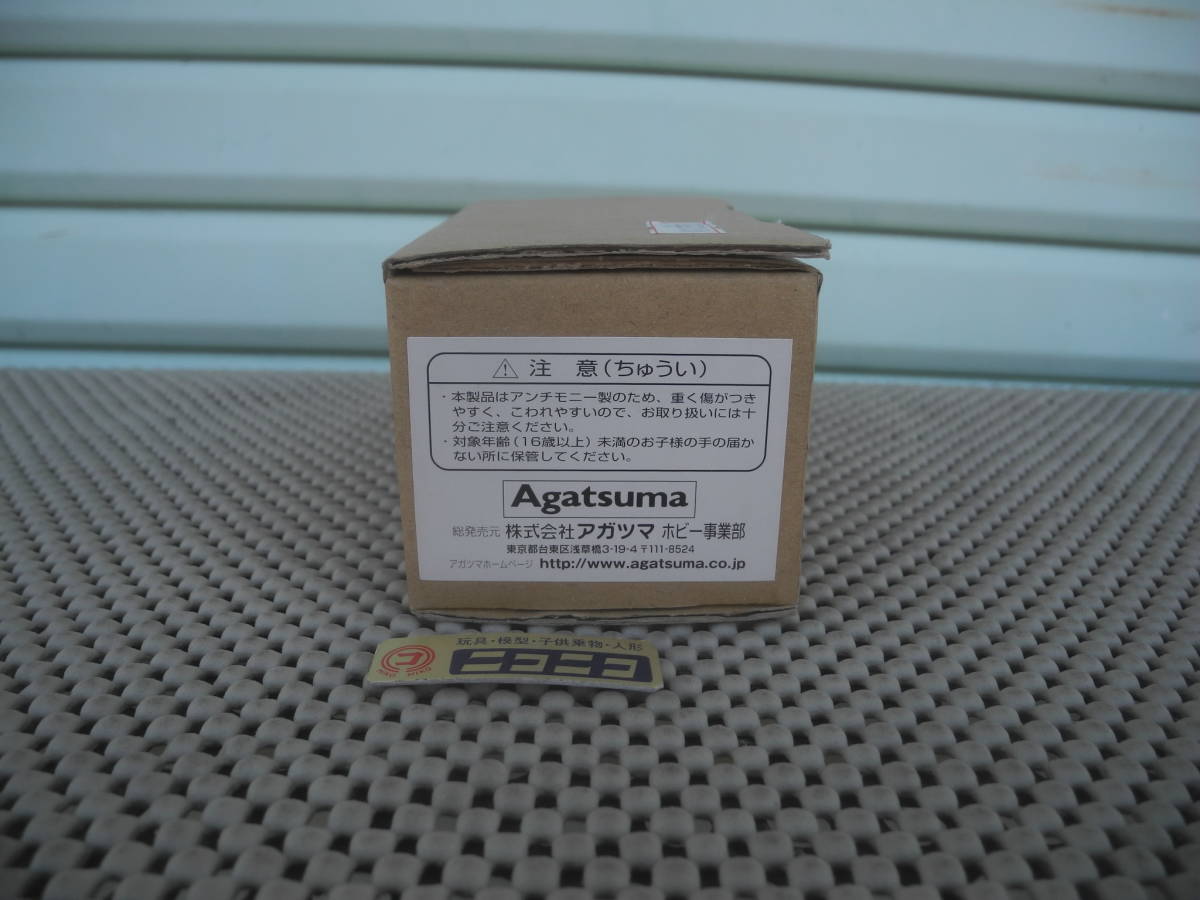 ⚠ 注 意(ちゅうい)
・本製品はアンチモニー製のため、重く傷がつき
やすく、こわれやすいので、お取り扱いには十
分ご注意ください。
・対象年齢(16歳以上)未満のお子様の手の届か
ない所に保管してください。
Agatsuma
総発売元 株式会社アガツマ ホビー事業部
東京都台東区浅草橋3-19-4〒111-8524
アガツマホームページ http://www.agatsuma.co.jp
玩具・模型・子供乗物・人形